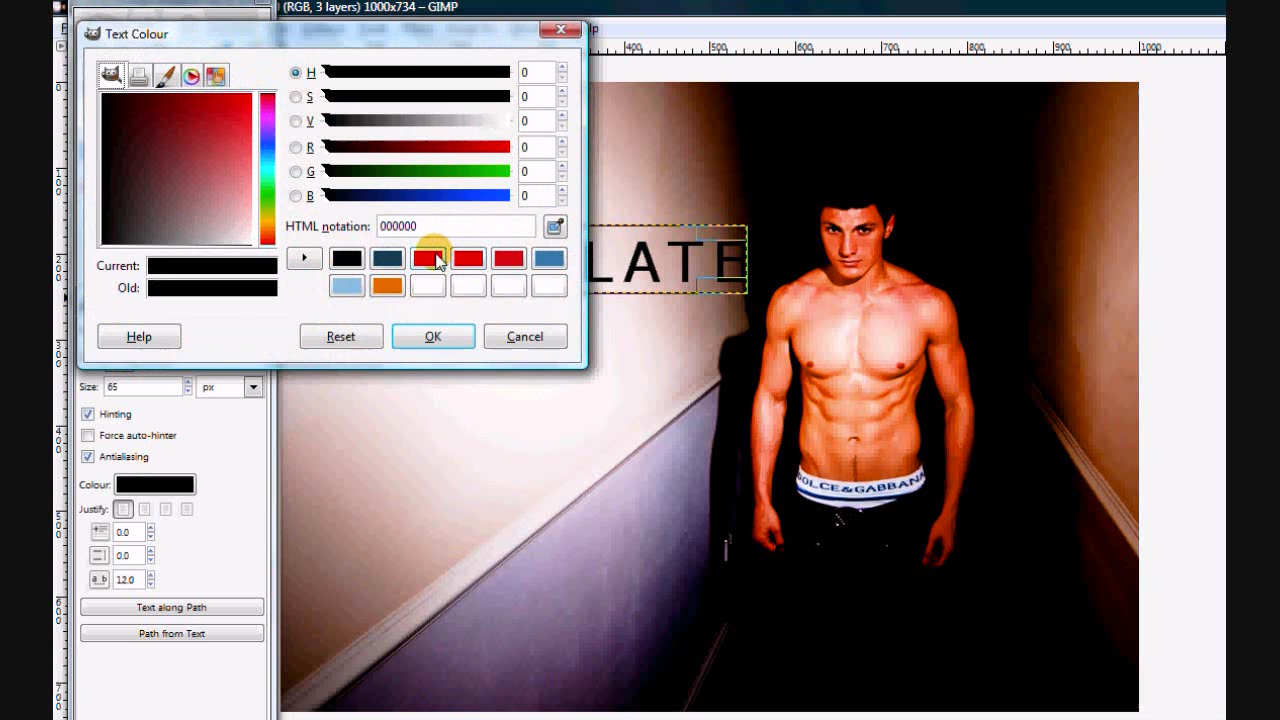 (RGB, 3 layers) 1000x734 – GIMP
Text Colour
H 0
S 0
V 0
R 0
G 0
B 0
HTML notation: 000000
Current:
Old:
Help Reset OK Cancel
400 500 600 700 800 900 1000
LATE
Size: 65 px
Hinting
Force auto-hinter
Antialiasing
Colour:
Justify:
0.0
0.0
a b 12.0
Text along Path
Path from Text
DOLCE&GABBANA